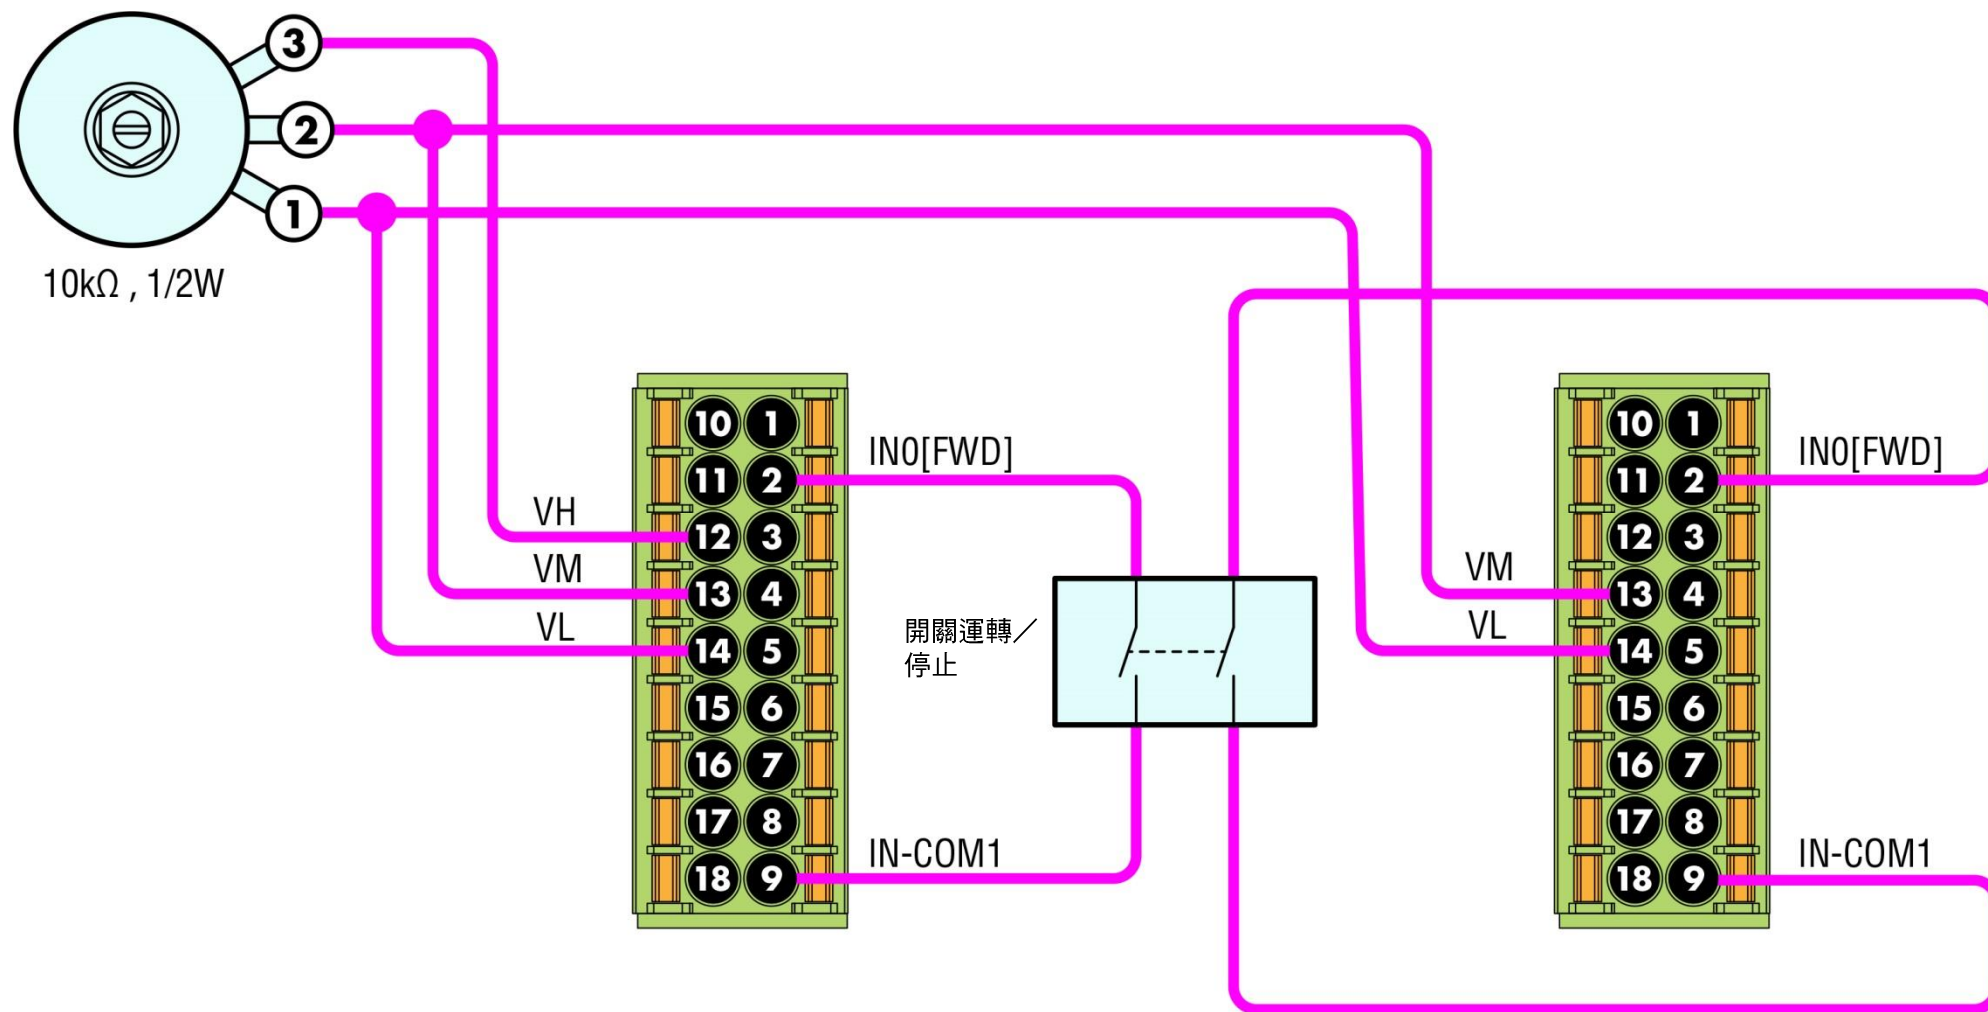 3
2
1
10kΩ , 1/2W
10 1
11 2
12 3
13 4
14 5
15 6
16 7
17 8
18 9
VH
VM
VL
IN0[FWD]
IN-COM1
開關運轉／
停止
10 1
11 2
12 3
13 4
14 5
15 6
16 7
17 8
18 9
VM
VL
IN0[FWD]
IN-COM1